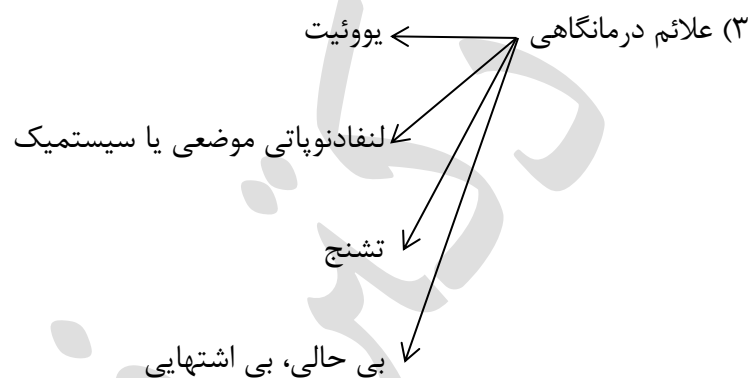 ۳) علائم درمانگاهی یووئیت
لنفادنوپاتی موضعی یا سیستمیک
تشنج
بی حالی، بی اشتهایی